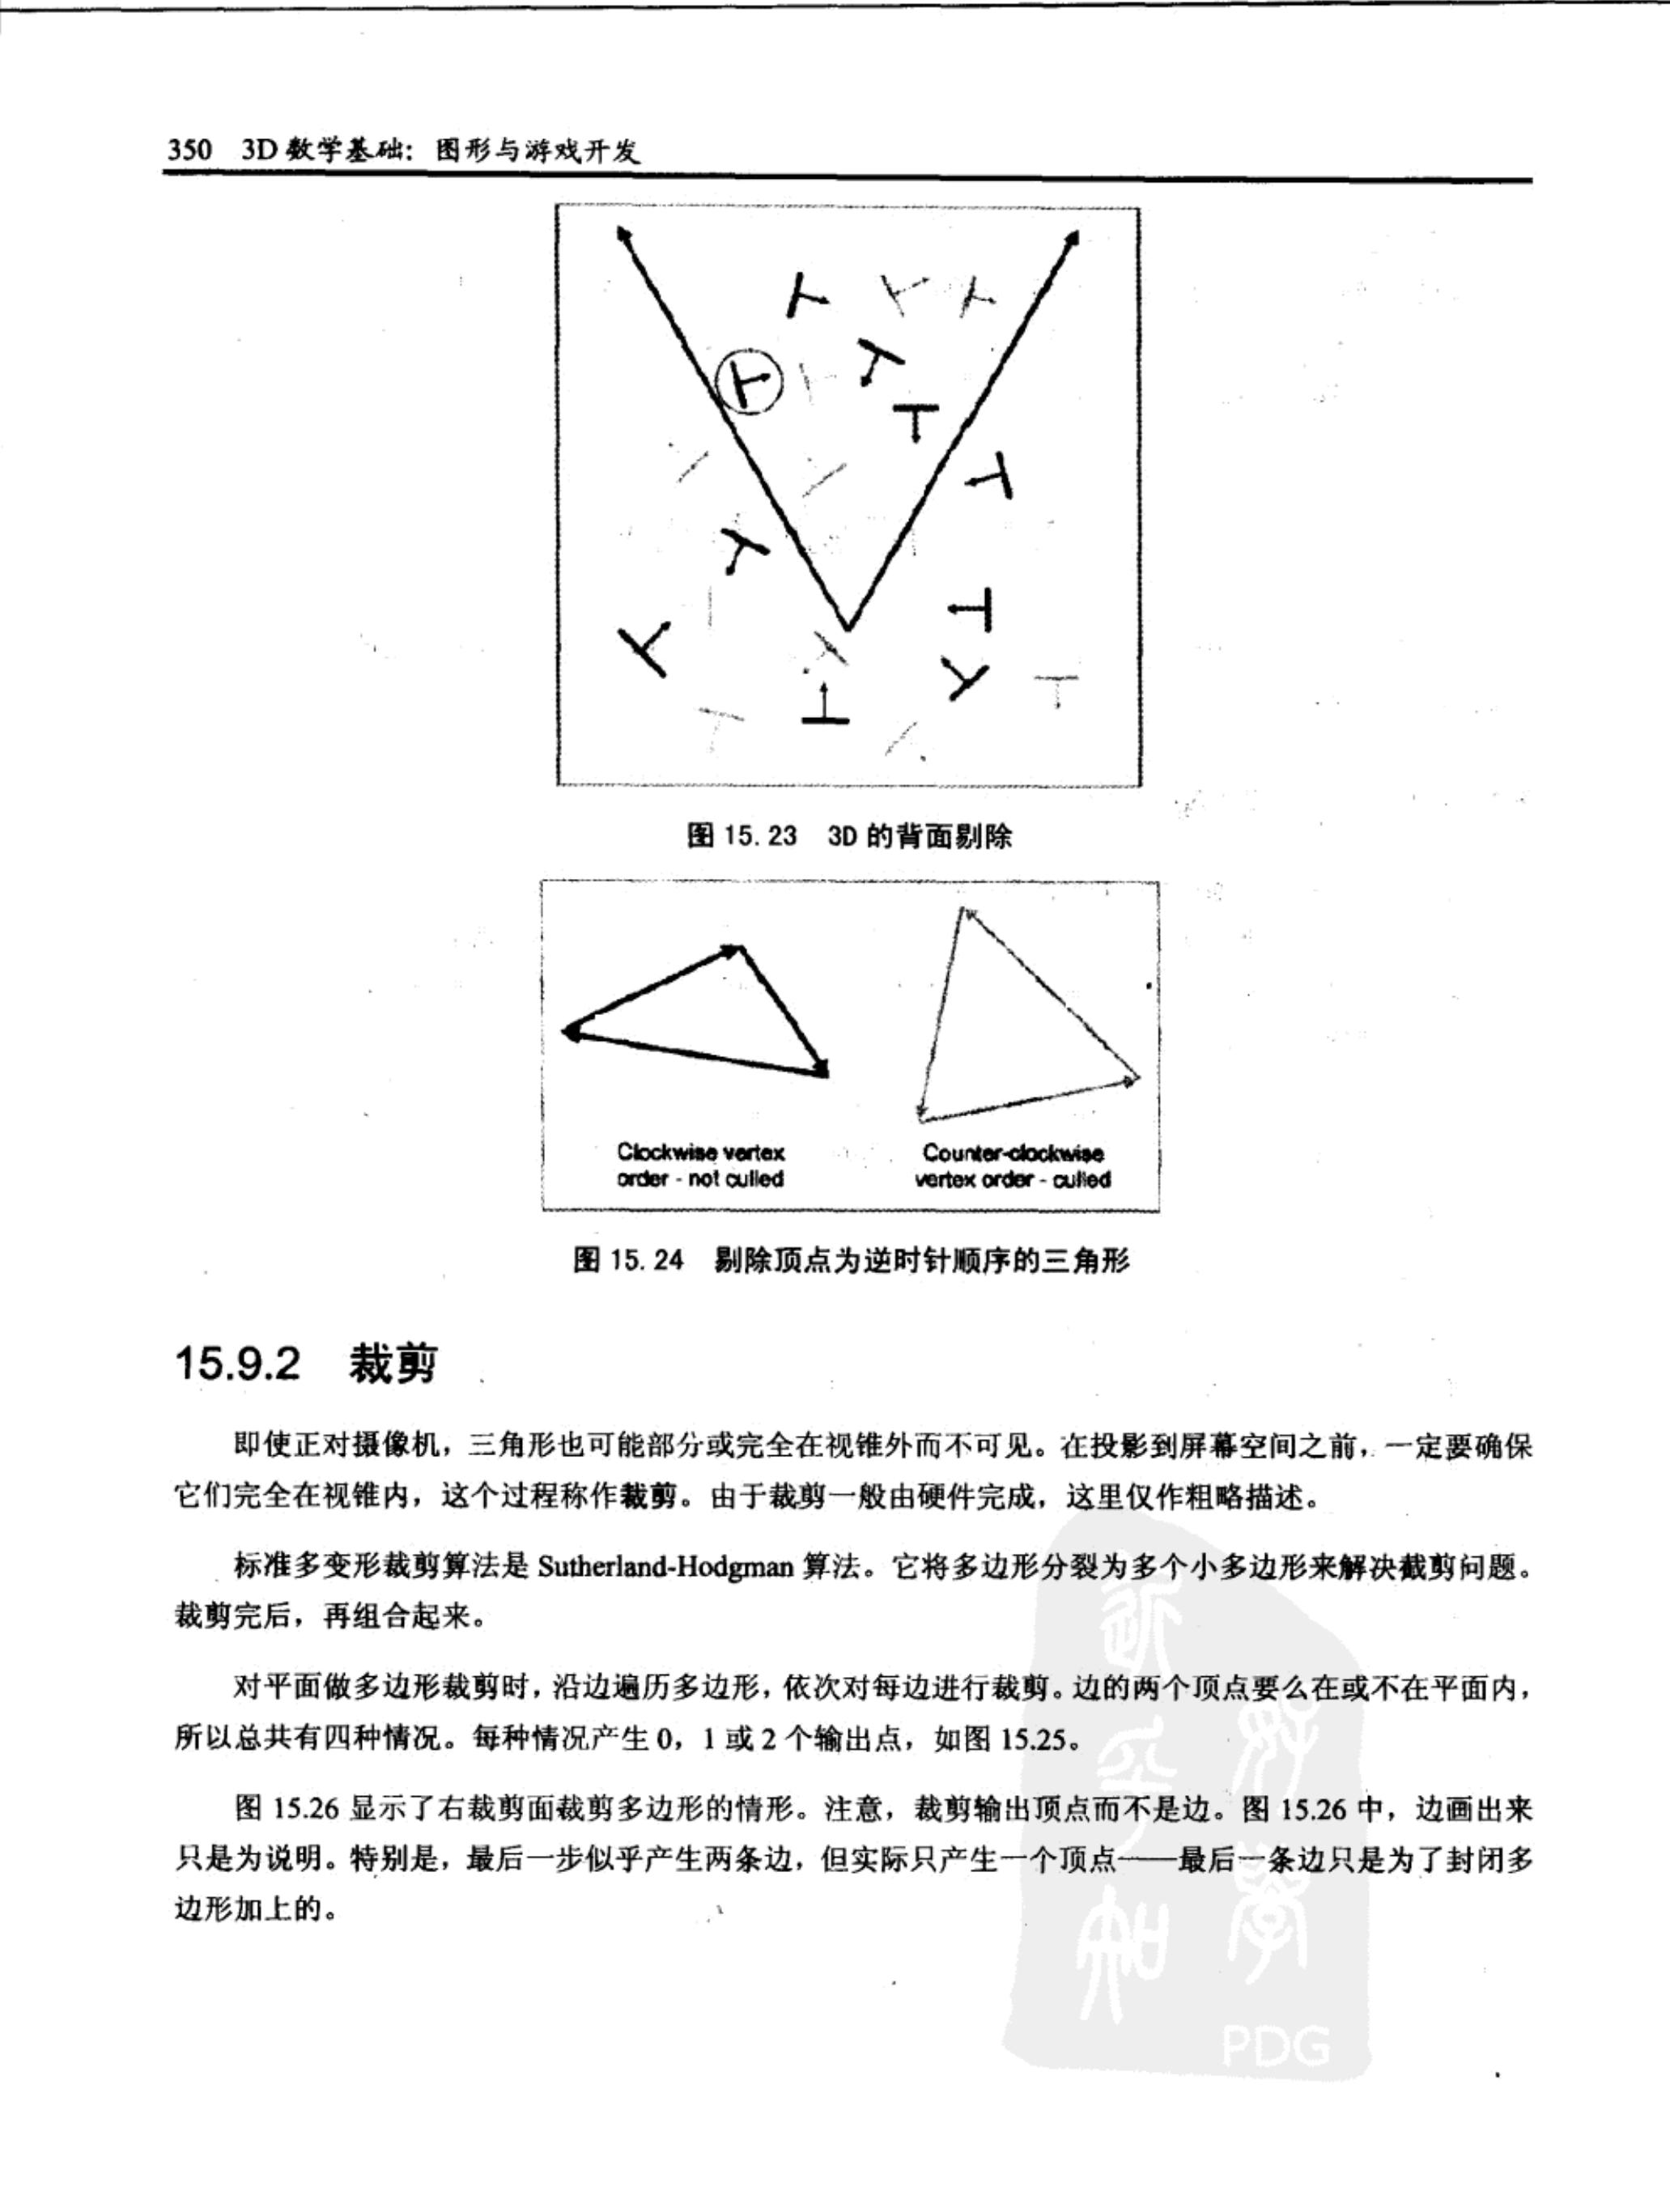 350 3D 数学基础：图形与游戏开发
图 15.23 3D 的背面剔除
Clockwise vertex
order - not culled
Counter-clockwise
vertex order - culled
图 15.24 剔除顶点为逆时针顺序的三角形
15.9.2 裁剪
即使正对摄像机，三角形也可能部分或完全在视锥外而不可见。在投影到屏幕空间之前，一定要确保
它们完全在视锥内，这个过程称作裁剪。由于裁剪一般由硬件完成，这里仅作粗略描述。
标准多变形裁剪算法是 Sutherland-Hodgman 算法。它将多边形分裂为多个小多边形来解决截剪问题。
裁剪完后，再组合起来。
对平面做多边形裁剪时，沿边遍历多边形，依次对每边进行裁剪。边的两个顶点要么在或不在平面内，
所以总共有四种情况。每种情况产生 0，1 或 2 个输出点，如图 15.25。
图 15.26 显示了右裁剪面裁剪多边形的情形。注意，裁剪输出顶点而不是边。图 15.26 中，边画出来
只是为说明。特别是，最后一步似乎产生两条边，但实际只产生一个顶点——最后一条边只是为了封闭多
边形加上的。
PDG